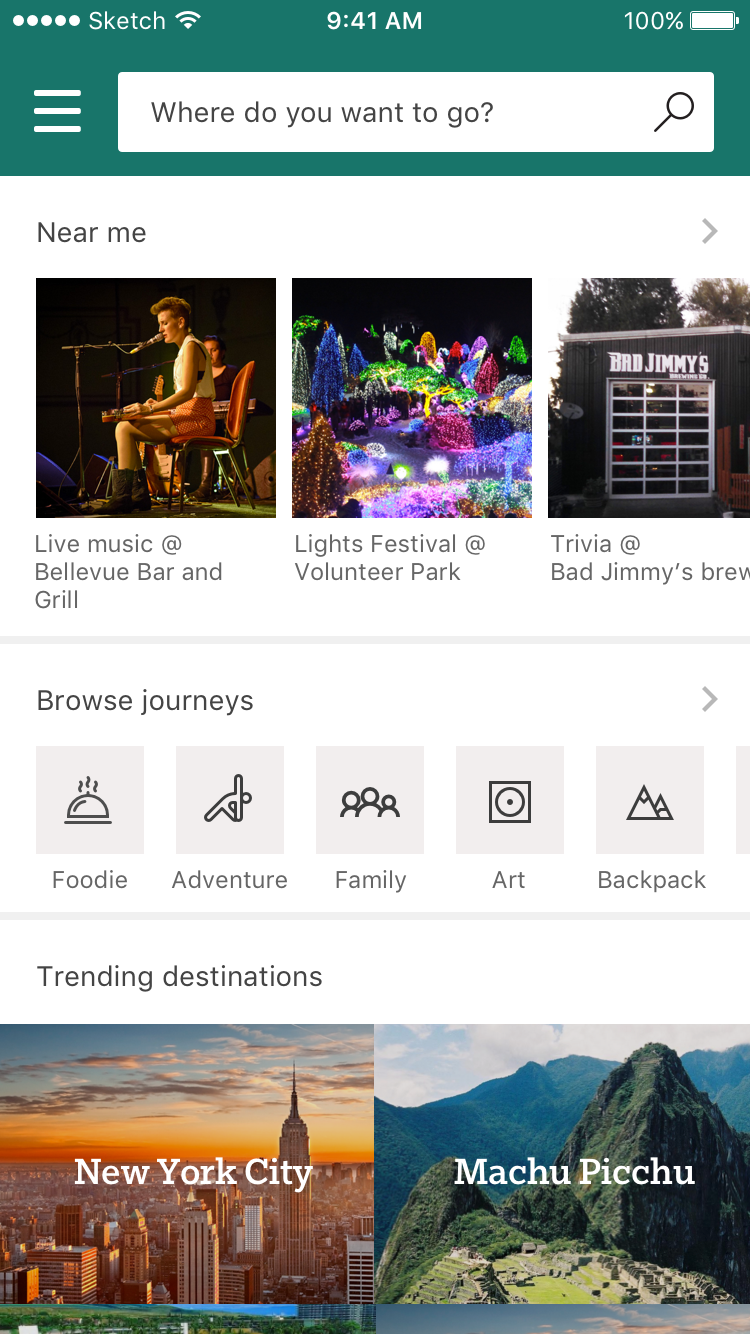 Sketch
9:41 AM
100%
Where do you want to go?
Near me
BAD JIMMY'S
BREWING CO.
Live music @
Bellevue Bar and
Grill
Lights Festival @
Volunteer Park
Trivia @
Bad Jimmy’s brew
Browse journeys
Foodie
Adventure
Family
Art
Backpack
Trending destinations
New York City
Machu Picchu